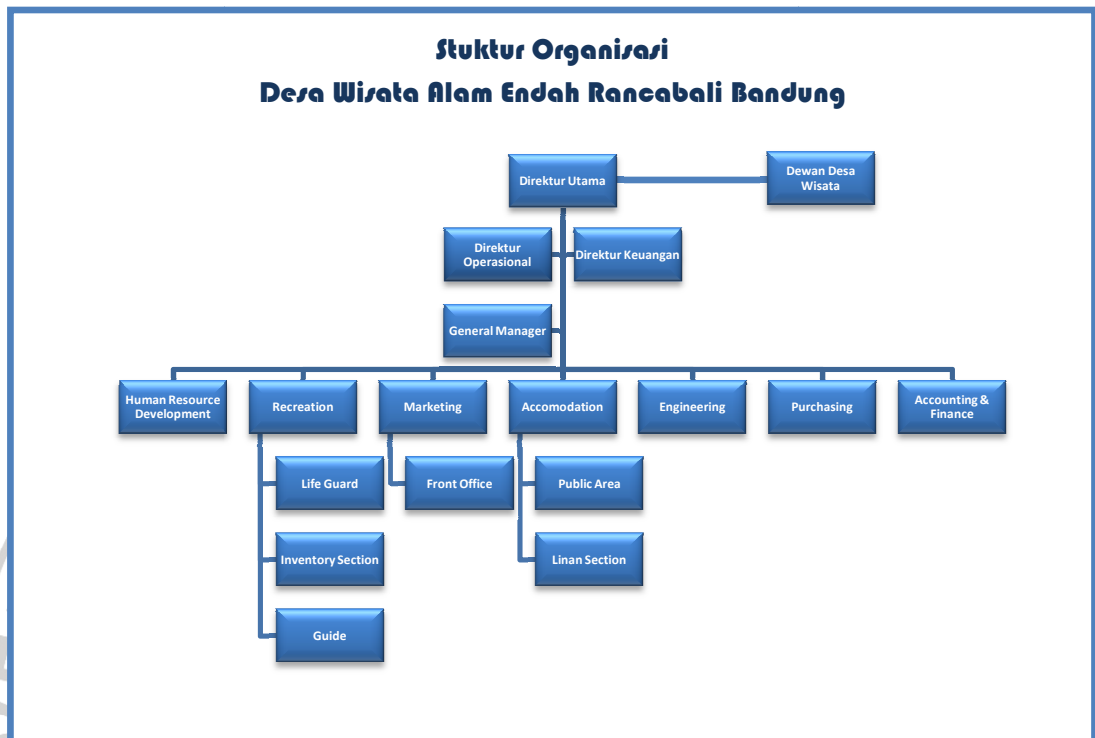 Stuktur Organisasi
Desa Wisata Alam Endah Rancabali Bandung
Direktur Utama
Dewan Desa
Wisata
Direktur
Operasional
Direktur Keuangan
General Manager
Human Resource
Development
Recreation
Marketing
Accomodation
Engineering
Purchasing
Accounting &
Finance
Life Guard
Front Office
Public Area
Inventory Section
Linan Section
Guide